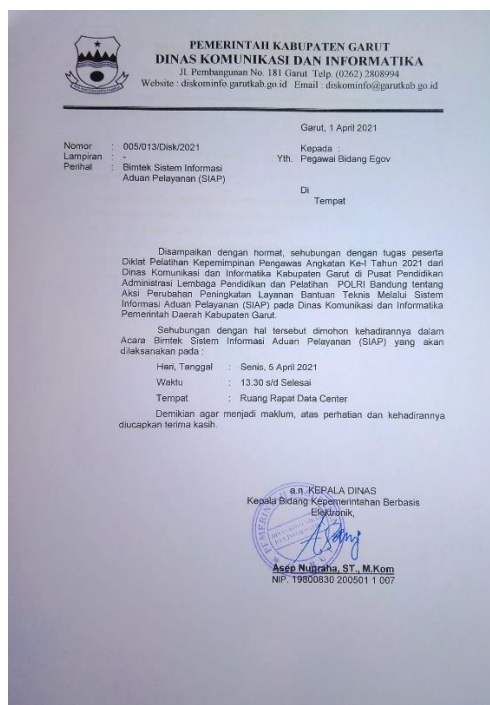 PEMERINTAH KABUPATEN GARUT
DINAS KOMUNIKASI DAN INFORMATIKA
Jl. Pembangunan No. 181 Garut Telp. (0262) 2808994
Website : diskominfo.garutkab.go.id Email : diskominfo@garutkab.go.id
Garut, 1 April 2021
Nomor : 005/013/Disk/2021
Lampiran : -
Perihal : Bimtek Sistem Informasi
Aduan Pelayanan (SIAP)
Kepada :
Yth. Pegawai Bidang Egov
Di
Tempat
Disampaikan dengan hormat, sehubungan dengan tugas peserta
Diklat Pelatihan Kepemimpinan Pengawas Angkatan Ke-I Tahun 2021 dari
Dinas Komunikasi dan Informatika Kabupaten Garut di Pusat Pendidikan
Administrasi Lembaga Pendidikan dan Pelatihan POLRI Bandung tentang
Aksi Perubahan Peningkatan Layanan Bantuan Teknis Melalui Sistem
Informasi Aduan Pelayanan (SIAP) pada Dinas Komunikasi dan Informatika
Pemerintah Daerah Kabupaten Garut.
Sehubungan dengan hal tersebut dimohon kehadirannya dalam
Acara Bimtek Sistem Informasi Aduan Pelayanan (SIAP) yang akan
dilaksanakan pada :
Hari, Tanggal : Senis, 5 April 2021
Waktu : 13.30 s/d Selesai
Tempat : Ruang Rapat Data Center
Demikian agar menjadi maklum, atas perhatian dan kehadirannya
diucapkan terima kasih.
a.n. KEPALA DINAS
Kepala Bidang Kepemerintahan Berbasis
Elektronik,
Asep Nugraha, ST., M.Kom
NIP. 19800830 200501 1 007